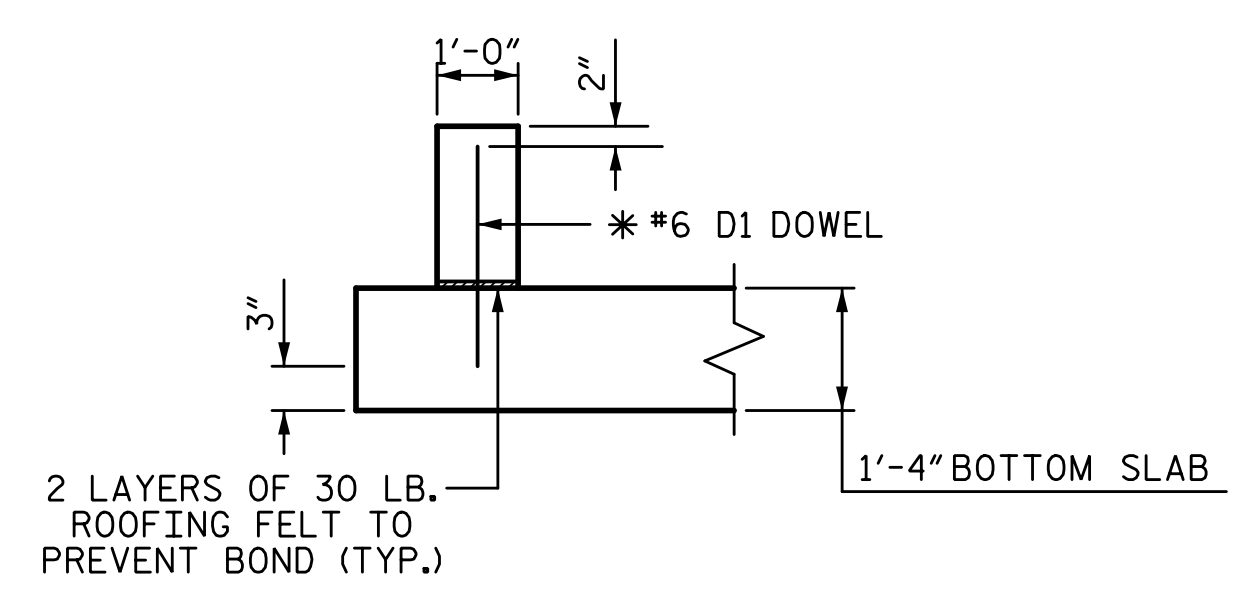 1'-0"
2"
* #6 D1 DOWEL
3"
1'-4" BOTTOM SLAB
2 LAYERS OF 30 LB.
ROOFING FELT TO
PREVENT BOND (TYP.)